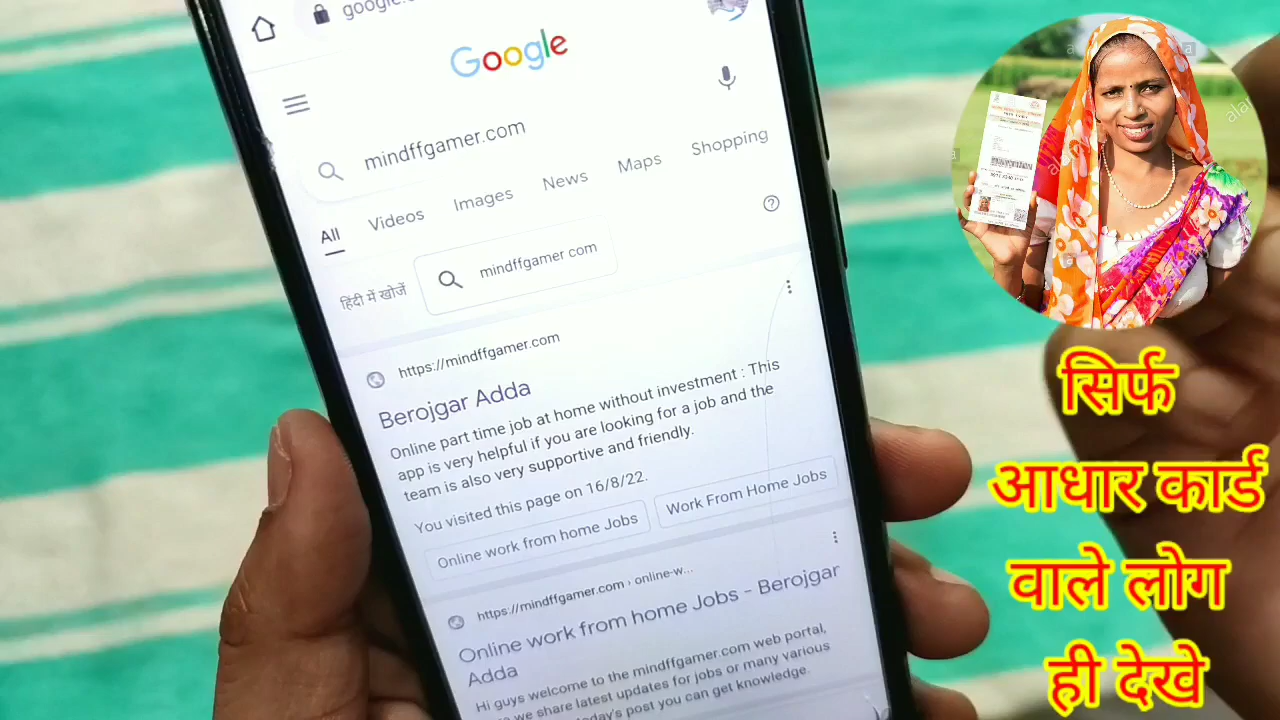 google.
Google
mindffgamer.com
All Videos Images News Maps Shopping
हिंदी में खोजें mindffgamer com
https://mindffgamer.com
Berojgar Adda
Online part time job at home without investment : This
app is very helpful if you are looking for a job and the
team is also very supportive and friendly.
You visited this page on 16/8/22.
Online work from home Jobs Work From Home Jobs
https://mindffgamer.com › online-w...
Online work from home Jobs - Berojgar
Adda
Hi guys welcome to the mindffgamer.com web portal,
we share latest updates for jobs or many various
today's post you can get knowledge.
सिर्फ
आधार कार्ड
वाले लोग
ही देखे